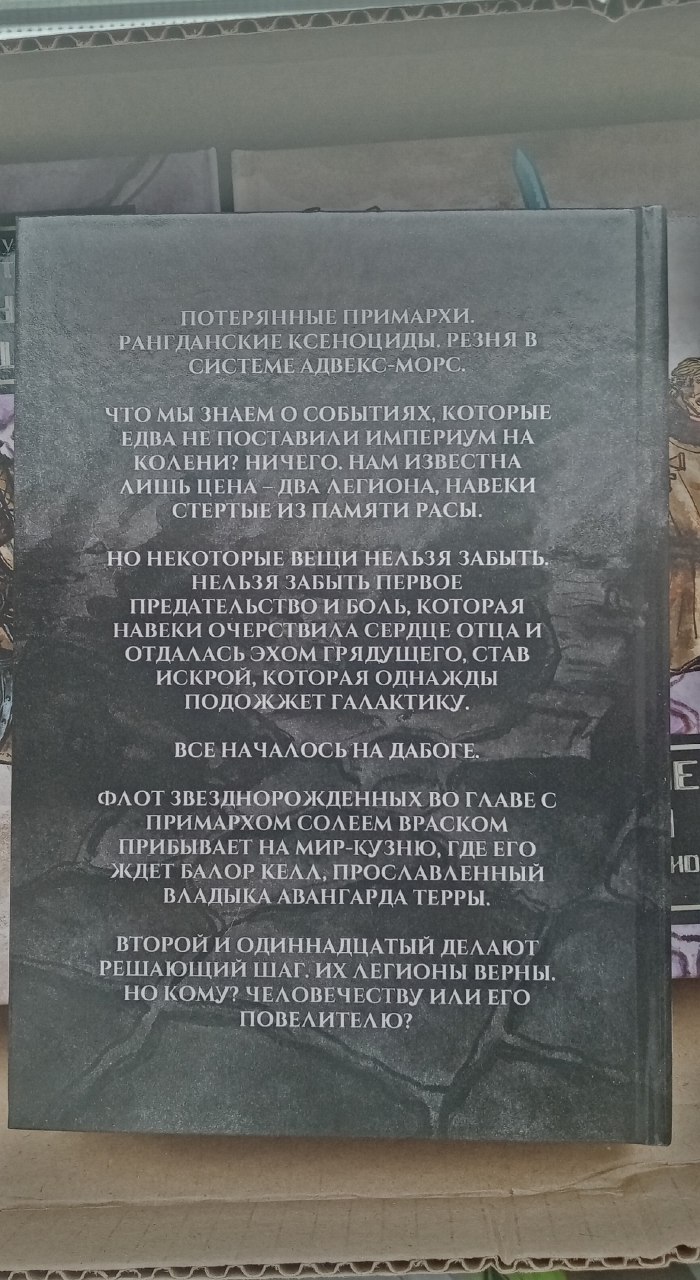 ПОТЕРЯННЫЕ ПРИМАРХИ.
РАНГДАНСКИЕ КСЕНОЦИДЫ. РЕЗНЯ В
СИСТЕМЕ АДВЕКС-МОРС.
ЧТО МЫ ЗНАЕМ О СОБЫТИЯХ, КОТОРЫЕ
ЕДВА НЕ ПОСТАВИЛИ ИМПЕРИУМ НА
КОЛЕНИ? НИЧЕГО. НАМ ИЗВЕСТНА
ЛИШЬ ЦЕНА – ДВА ЛЕГИОНА, НАВЕКИ
СТЕРТЫЕ ИЗ ПАМЯТИ РАСЫ.
НО НЕКОТОРЫЕ ВЕЩИ НЕЛЬЗЯ ЗАБЫТЬ.
НЕЛЬЗЯ ЗАБЫТЬ ПЕРВОЕ
ПРЕДАТЕЛЬСТВО И БОЛЬ, КОТОРАЯ
НАВЕКИ ОЧЕРСТВИЛА СЕРДЦЕ ОТЦА И
ОТДАЛАСЬ ЭХОМ ГРЯДУЩЕГО, СТАВ
ИСКРОЙ, КОТОРАЯ ОДНАЖДЫ
ПОДОЖЖЕТ ГАЛАКТИКУ.
ВСЕ НАЧАЛОСЬ НА ДАБОГЕ.
ФЛОТ ЗВЕЗДНОРОЖДЕННЫХ ВО ГЛАВЕ С
ПРИМАРХОМ СОЛЕЕМ ВРАСКОМ
ПРИБЫВАЕТ НА МИР-КУЗНЮ, ГДЕ ЕГО
ЖДЕТ БАЛОР КЕЛЛ, ПРОСЛАВЛЕННЫЙ
ВЛАДЫКА АВАНГАРДА ТЕРРЫ.
ВТОРОЙ И ОДИННАДЦАТЫЙ ДЕЛАЮТ
РЕШАЮЩИЙ ШАГ. ИХ ЛЕГИОНЫ ВЕРНЫ.
НО КОМУ? ЧЕЛОВЕЧЕСТВУ ИЛИ ЕГО
ПОВЕЛИТЕЛЮ?